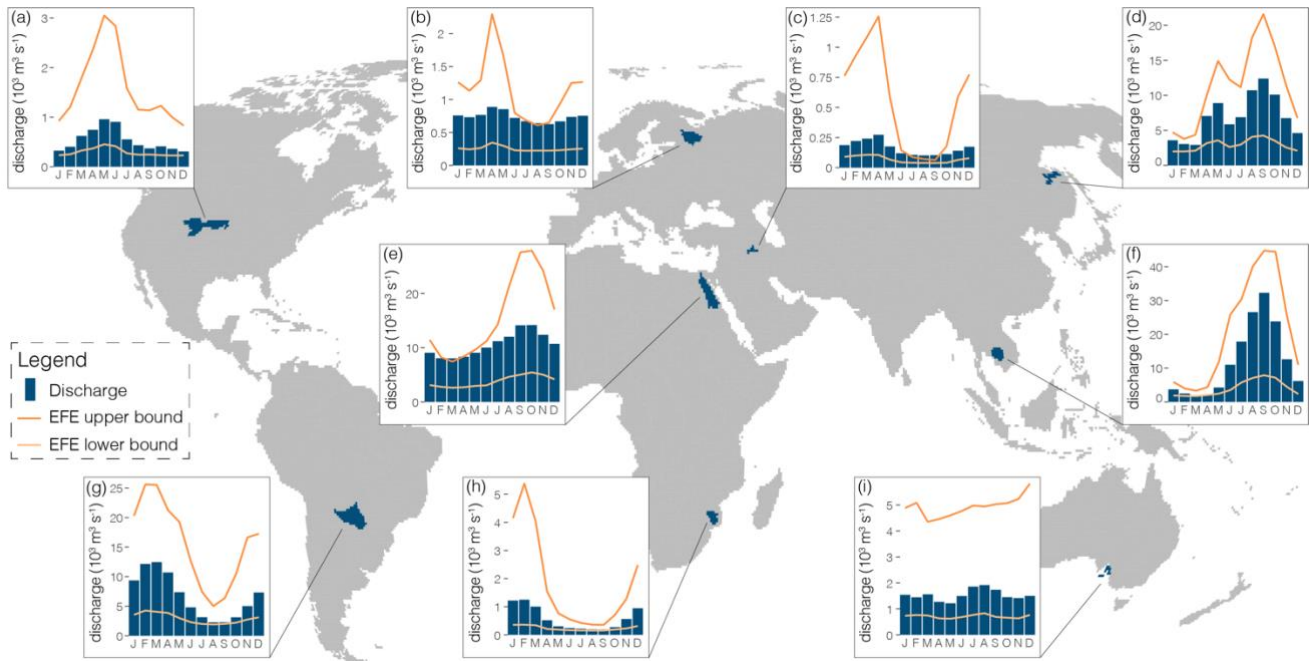 (a)
discharge (10³ m³ s⁻¹)
3
2
1
0
J F M A M J J A S O N D
(b)
discharge (10³ m³ s⁻¹)
2
1.5
1
0.5
0
J F M A M J J A S O N D
(c)
discharge (10³ m³ s⁻¹)
1.25
1
0.75
0.5
0.25
0
J F M A M J J A S O N D
(d)
discharge (10³ m³ s⁻¹)
20
15
10
5
0
J F M A M J J A S O N D
(e)
discharge (10³ m³ s⁻¹)
20
10
0
J F M A M J J A S O N D
(f)
discharge (10³ m³ s⁻¹)
40
30
20
10
0
J F M A M J J A S O N D
Legend
Discharge
EFE upper bound
EFE lower bound
(g)
discharge (10³ m³ s⁻¹)
25
20
15
10
5
0
J F M A M J J A S O N D
(h)
discharge (10³ m³ s⁻¹)
5
4
3
2
1
0
J F M A M J J A S O N D
(i)
discharge (10³ m³ s⁻¹)
5
4
3
2
1
0
J F M A M J J A S O N D